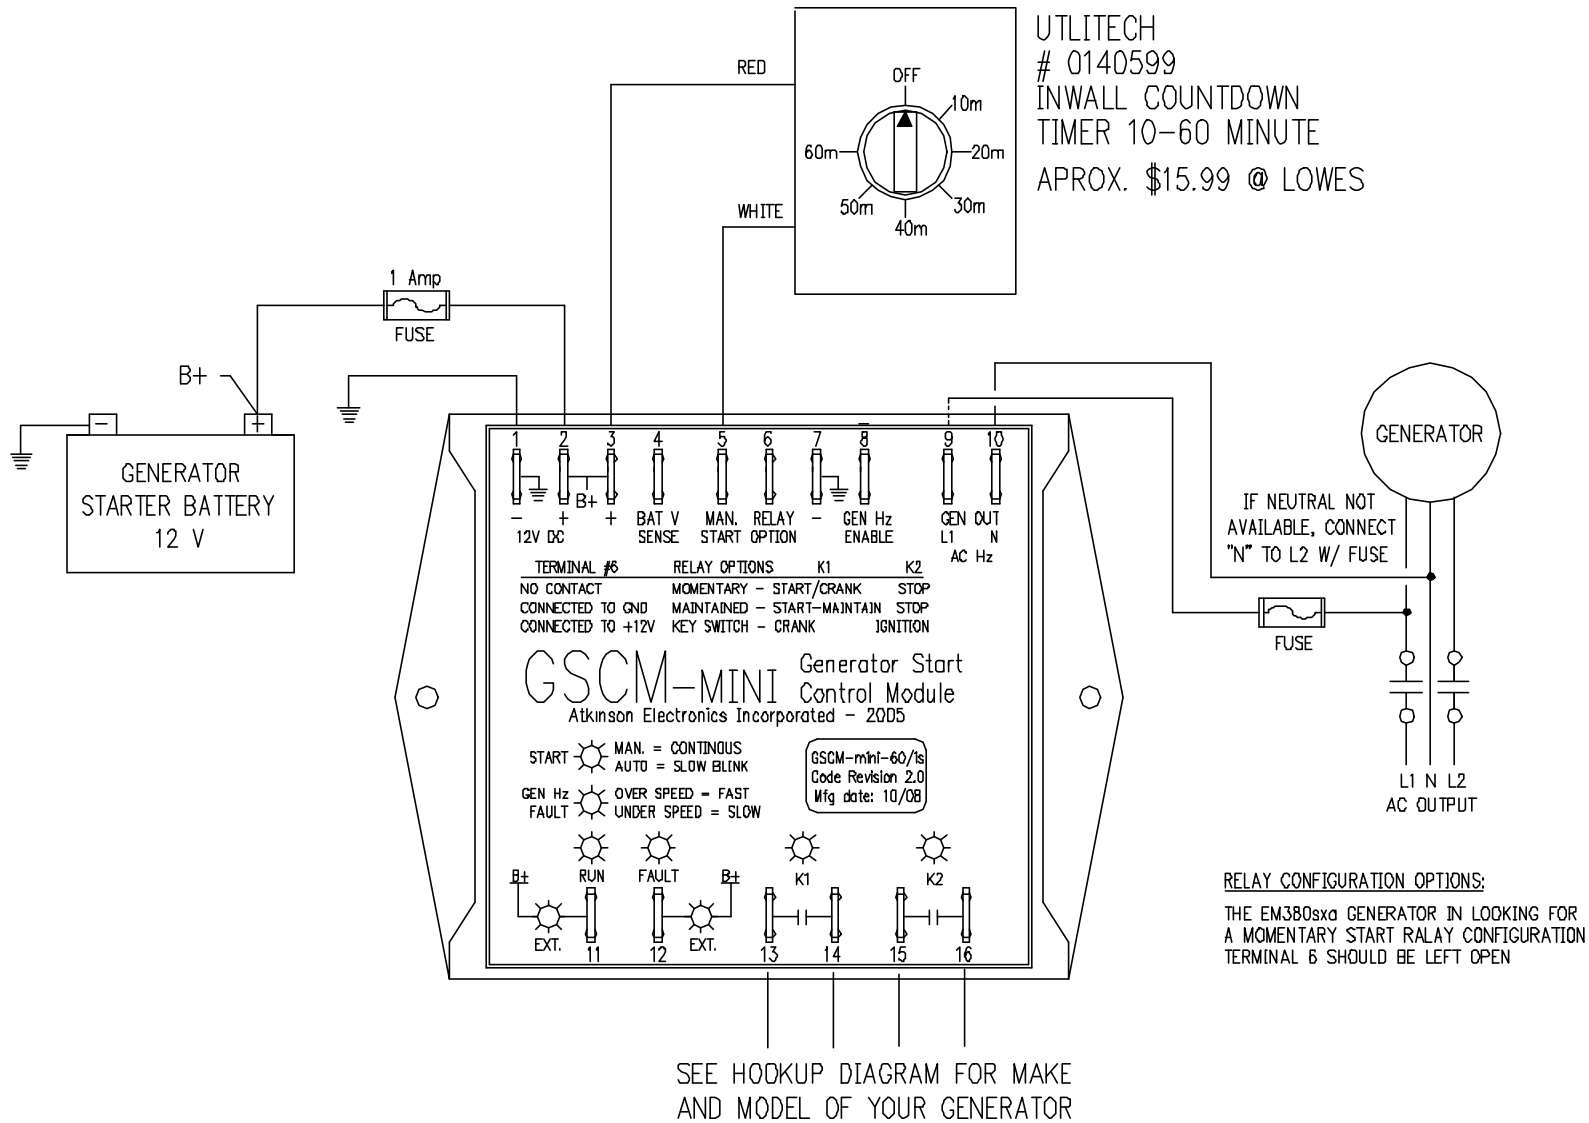 UTLITECH
# 0140599
INWALL COUNTDOWN
TIMER 10-60 MINUTE
APROX. $15.99 @ LOWES
RED
WHITE
OFF
10m
20m
30m
40m
50m
60m
1 Amp
FUSE
B+
- +
GENERATOR
STARTER BATTERY
12 V
GENERATOR
IF NEUTRAL NOT
AVAILABLE, CONNECT
"N" TO L2 W/ FUSE
FUSE
L1 N L2
AC OUTPUT
1 2 3 4 5 6 7 8 9 10
B+
- + + BAT V MAN. RELAY - GEN Hz GEN OUT
12V DC SENSE START OPTION ENABLE L1 N
AC Hz
TERMINAL #6 RELAY OPTIONS K1 K2
NO CONTACT MOMENTARY - START/CRANK STOP
CONNECTED TO GND MAINTAINED - START-MAINTAIN STOP
CONNECTED TO +12V KEY SWITCH - CRANK IGNITION
GSCM-MINI Generator Start
Control Module
Atkinson Electronics Incorporated - 2005
START MAN. = CONTINOUS
AUTO = SLOW BLINK
GEN Hz OVER SPEED = FAST
FAULT UNDER SPEED = SLOW
GSCM-mini-60/1s
Code Revision 2.0
Mfg date: 10/08
B+ RUN FAULT B+ K1 K2
EXT. EXT.
11 12 13 14 15 16
SEE HOOKUP DIAGRAM FOR MAKE
AND MODEL OF YOUR GENERATOR
RELAY CONFIGURATION OPTIONS:
THE EM380sxa GENERATOR IN LOOKING FOR
A MOMENTARY START RALAY CONFIGURATION
TERMINAL 6 SHOULD BE LEFT OPEN